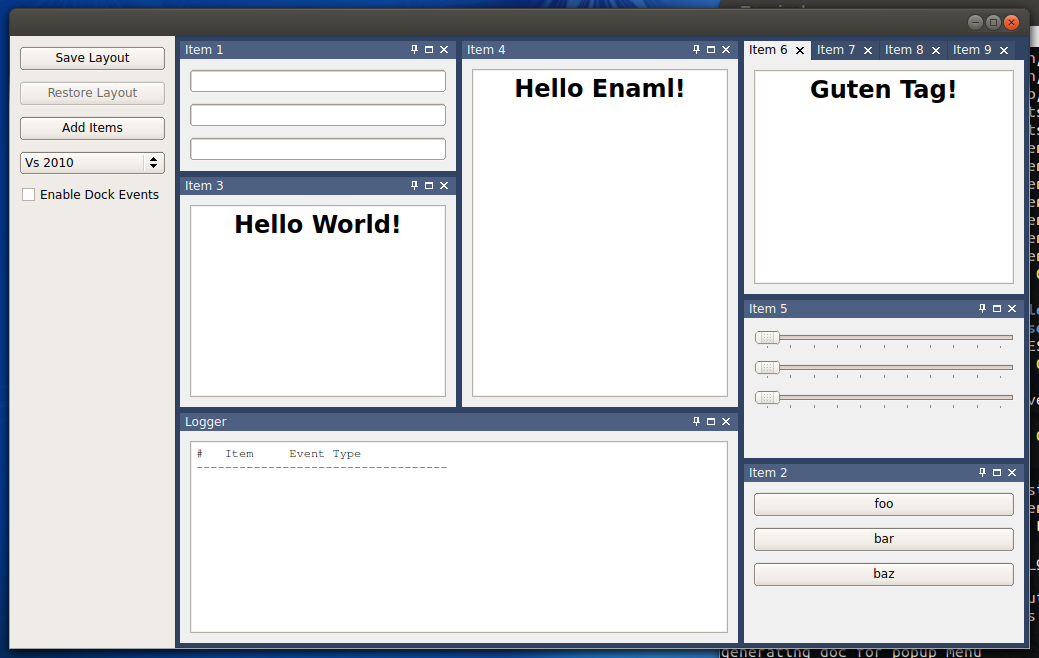 Save Layout
Restore Layout
Add Items
Vs 2010
Enable Dock Events
Item 1
Item 3
Hello World!
Item 4
Hello Enaml!
Logger
#   Item     Event Type
-----------------------------------
Item 6 Item 7 Item 8 Item 9
Guten Tag!
Item 5
Item 2
foo
bar
baz
generating doc for popup Menu